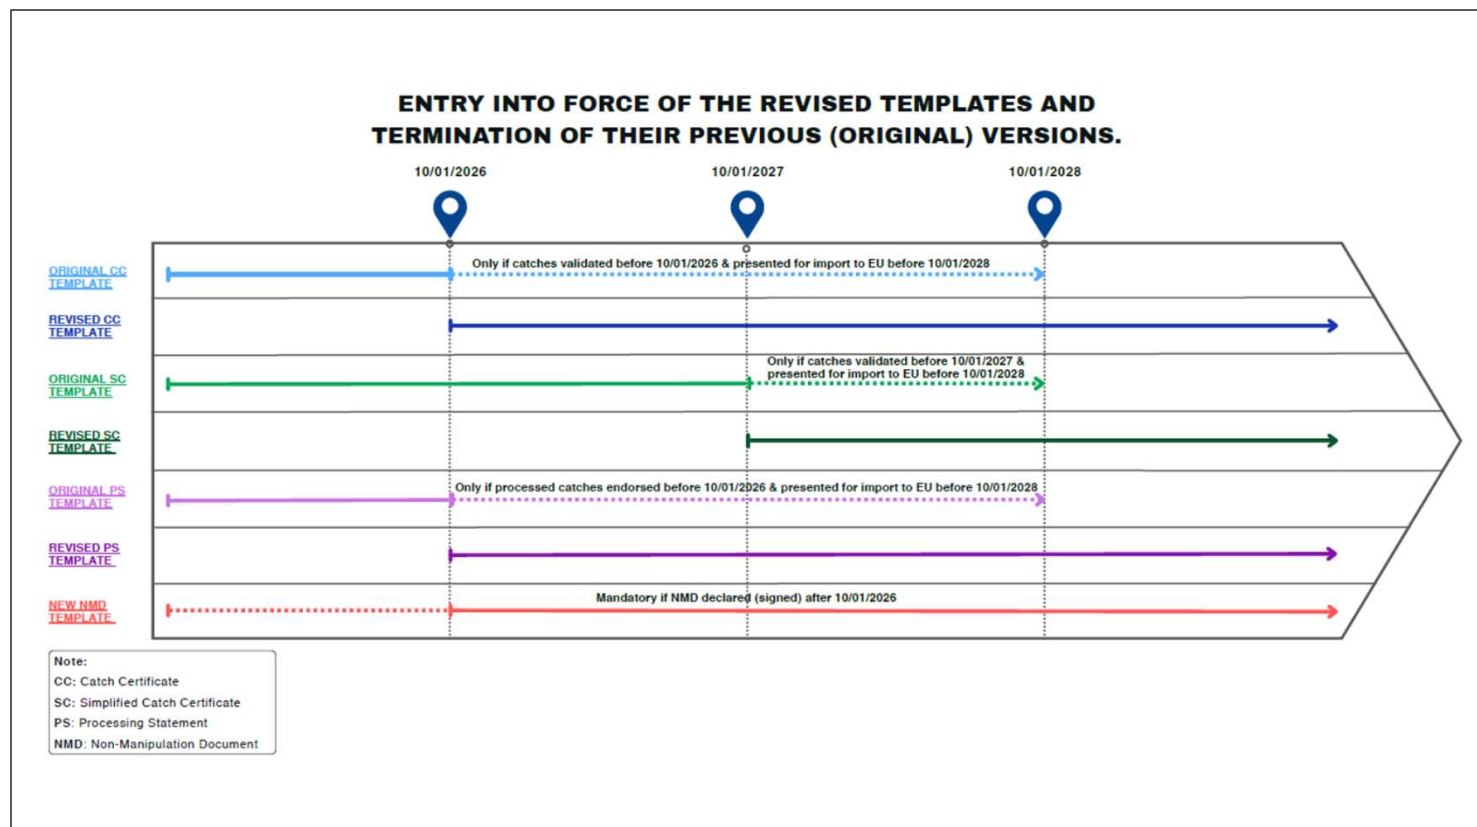 ENTRY INTO FORCE OF THE REVISED TEMPLATES AND
TERMINATION OF THEIR PREVIOUS (ORIGINAL) VERSIONS.
10/01/2026
10/01/2027
10/01/2028
ORIGINAL CC
TEMPLATE
Only if catches validated before 10/01/2026 & presented for import to EU before 10/01/2028
REVISED CC
TEMPLATE
ORIGINAL SC
TEMPLATE
Only if catches validated before 10/01/2027 &
presented for import to EU before 10/01/2028
REVISED SC
TEMPLATE
ORIGINAL PS
TEMPLATE
Only if processed catches endorsed before 10/01/2026 & presented for import to EU before 10/01/2028
REVISED PS
TEMPLATE
NEW NMD
TEMPLATE
Mandatory if NMD declared (signed) after 10/01/2026
Note:
CC: Catch Certificate
SC: Simplified Catch Certificate
PS: Processing Statement
NMD: Non-Manipulation Document